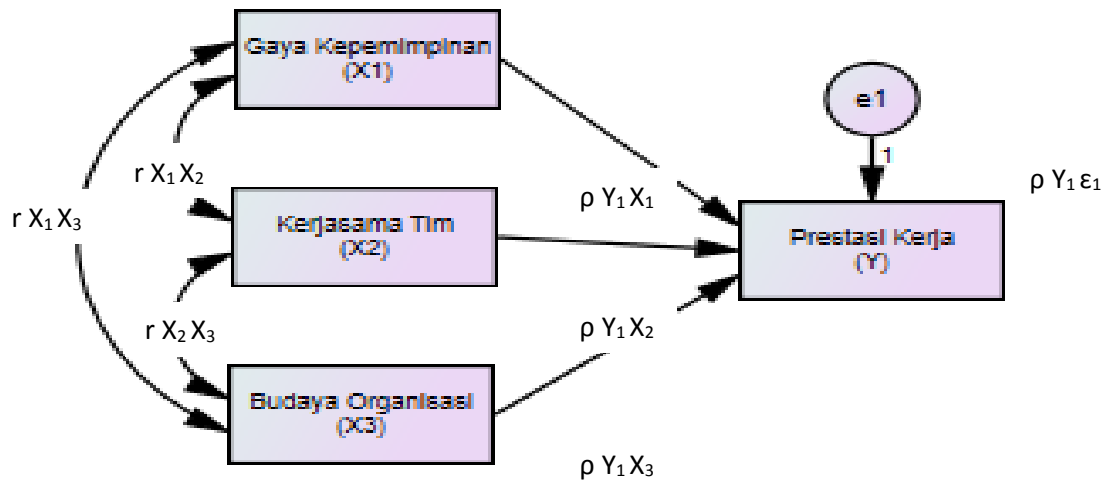 Gaya Kepemimpinan
(X1)
e1
1
r X₁ X₂
ρ Y₁ ε₁
r X₁ X₃
ρ Y₁ X₁
Kerjasama Tim
(X2)
Prestasi Kerja
(Y)
r X₂ X₃
ρ Y₁ X₂
Budaya Organisasi
(X3)
ρ Y₁ X₃